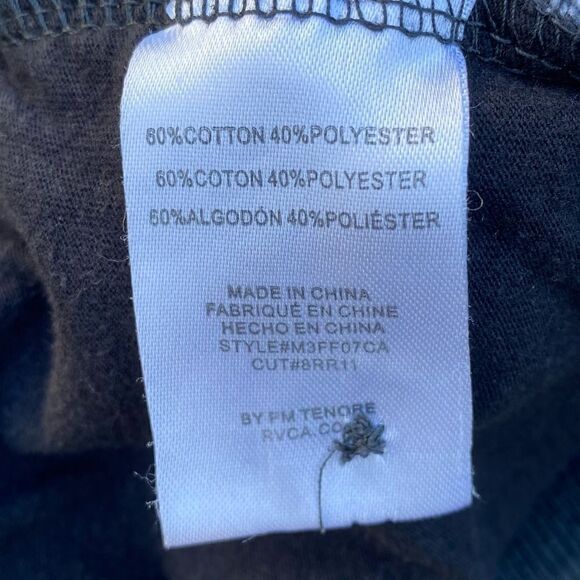 60%COTTON 40%POLYESTER
60%COTON 40%POLYESTER
60%ALGODÓN 40%POLIÉSTER
MADE IN CHINA
FABRIQUÉ EN CHINE
HECHO EN CHINA
STYLE#M3FF07CA
CUT#8RR11
BY PM TENORE
RVCA.CO